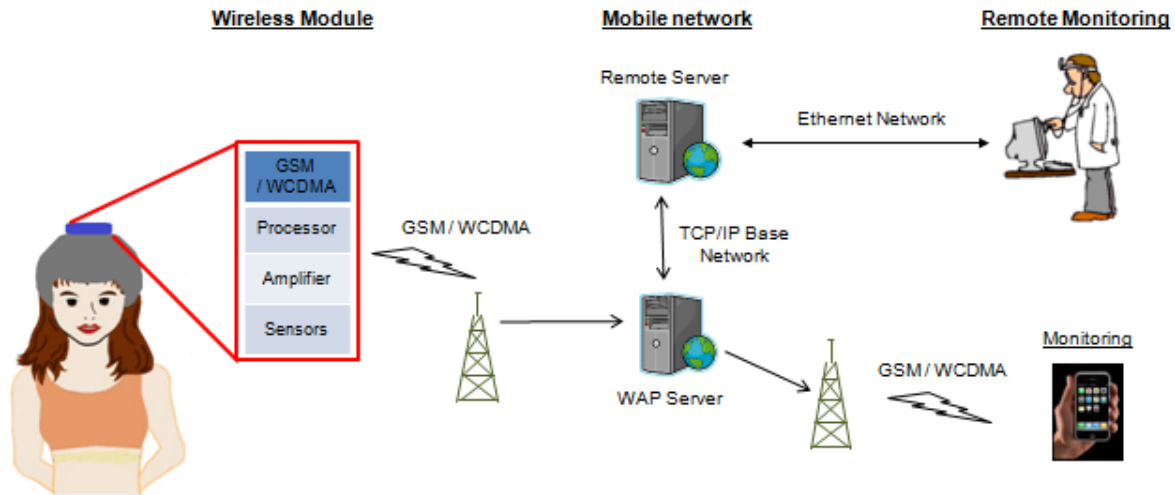 Wireless Module
Mobile network
Remote Monitoring
Remote Server
Ethernet Network
GSM
/ WCDMA
Processor
Amplifier
Sensors
GSM / WCDMA
TCP/IP Base
Network
WAP Server
GSM / WCDMA
Monitoring